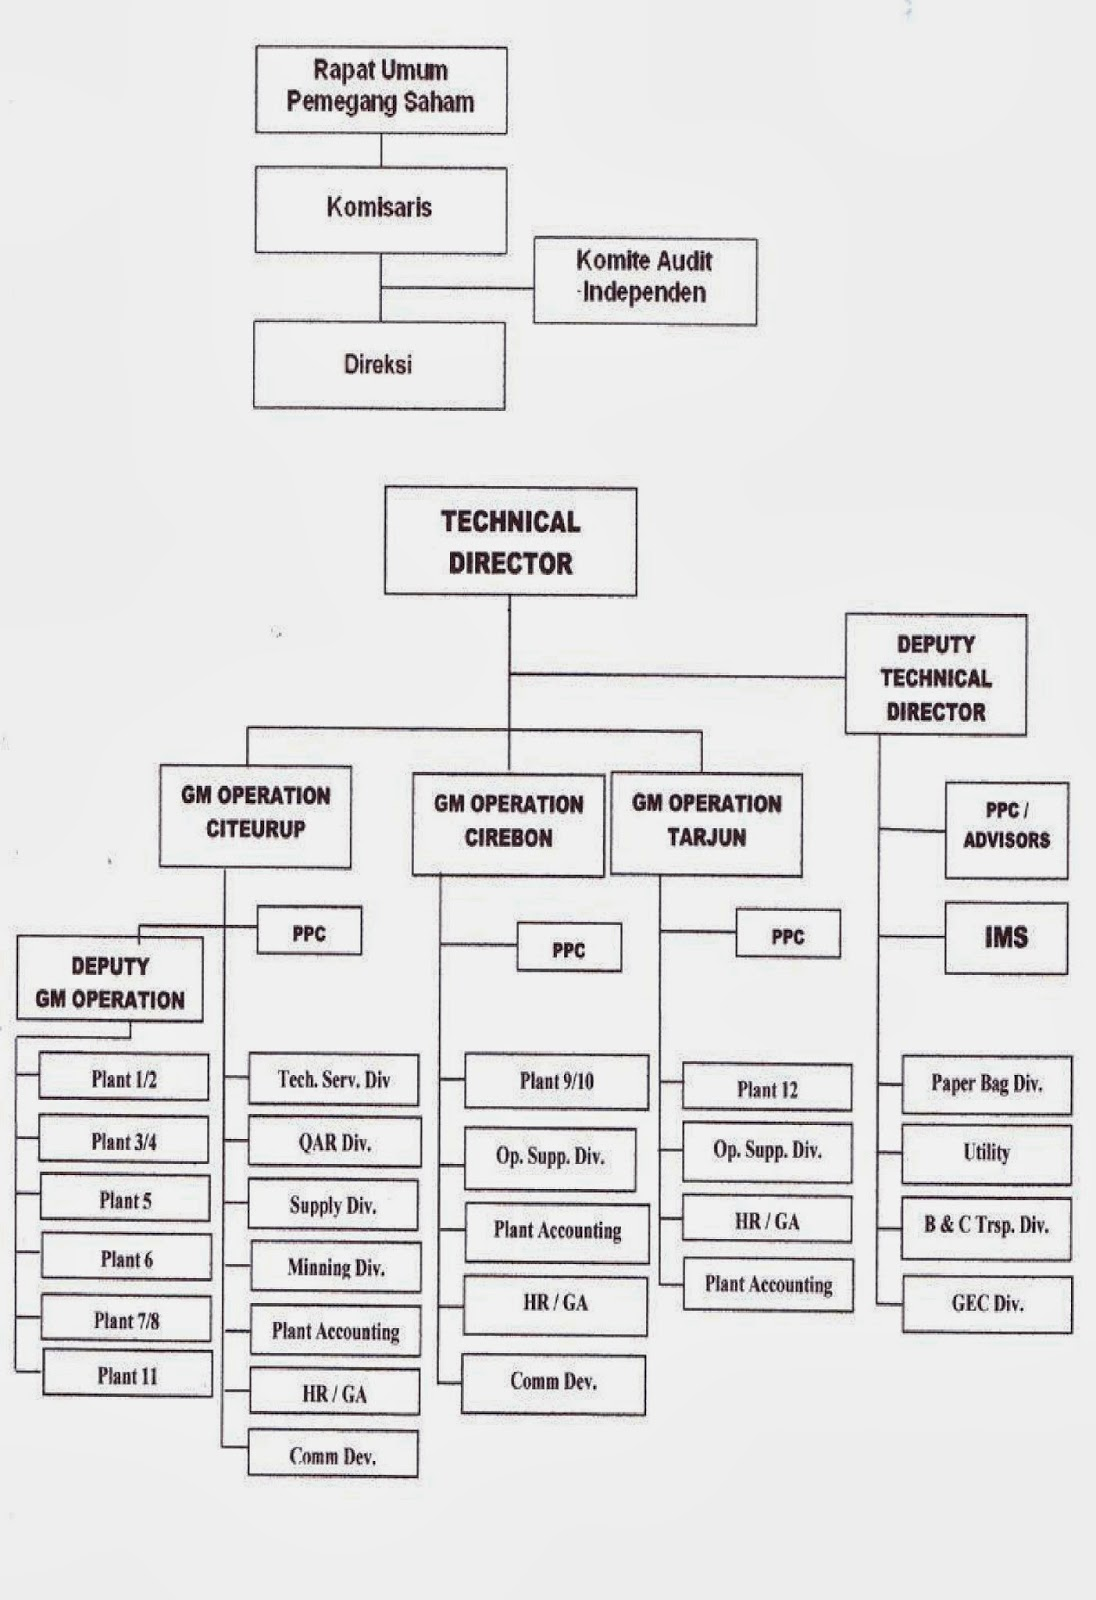 Rapat Umum
Pemegang Saham
Komisaris
Komite Audit
Independen
Direksi
TECHNICAL
DIRECTOR
DEPUTY
TECHNICAL
DIRECTOR
GM OPERATION
CITEURUP
GM OPERATION
CIREBON
GM OPERATION
TARJUN
PPC /
ADVISORS
IMS
PPC
PPC
PPC
DEPUTY
GM OPERATION
Plant 1/2
Plant 3/4
Plant 5
Plant 6
Plant 7/8
Plant 11
Tech. Serv. Div
QAR Div.
Supply Div.
Minning Div.
Plant Accounting
HR / GA
Comm Dev.
Plant 9/10
Op. Supp. Div.
Plant Accounting
HR / GA
Comm Dev.
Plant 12
Op. Supp. Div.
HR / GA
Plant Accounting
Paper Bag Div.
Utility
B & C Trsp. Div.
GEC Div.